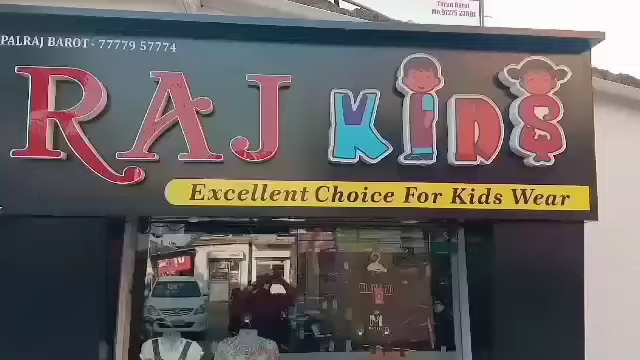 PALRAJ BAROT - 77779 57774
RAJ KIDS
Excellent Choice For Kids Wear